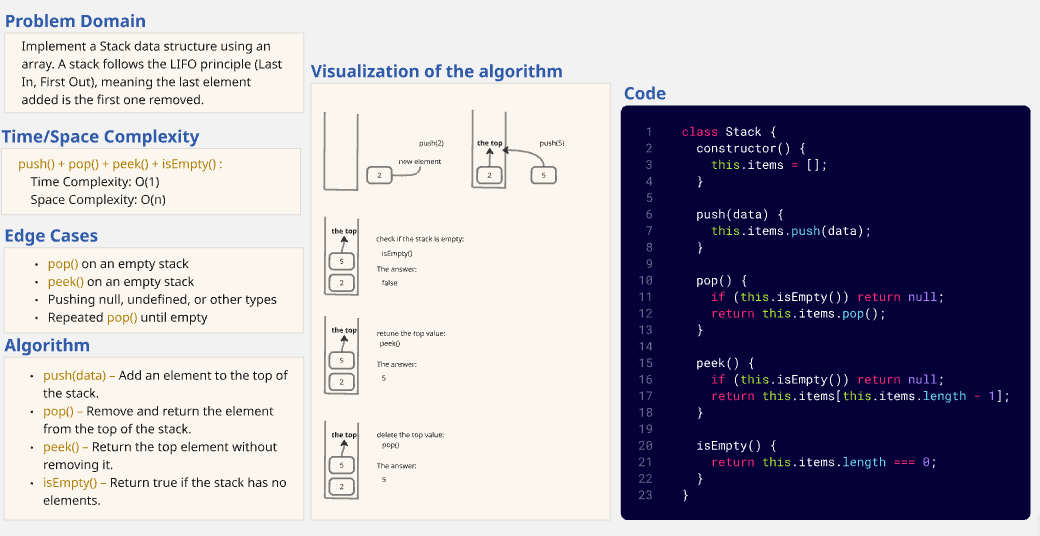 Problem Domain
Implement a Stack data structure using an
array. A stack follows the LIFO principle (Last
In, First Out), meaning the last element
added is the first one removed.
Time/Space Complexity
push() + pop() + peek() + isEmpty() :
Time Complexity: O(1)
Space Complexity: O(n)
Edge Cases
• pop() on an empty stack
• peek() on an empty stack
• Pushing null, undefined, or other types
• Repeated pop() until empty
Algorithm
• push(data) – Add an element to the top of
the stack.
• pop() – Remove and return the element
from the top of the stack.
• peek() – Return the top element without
removing it.
• isEmpty() – Return true if the stack has no
elements.
Visualization of the algorithm
push(2)
new element
2
the top
push(5)
2
5
the top
5
2
check if the stack is empty:
isEmpty()
The answer:
false
the top
5
2
retune the top value:
peek()
The answer:
5
the top
5
2
delete the top value:
pop()
The answer:
5
Code
1 class Stack {
2 constructor() {
3 this.items = [];
4 }
5
6 push(data) {
7 this.items.push(data);
8 }
9
10 pop() {
11 if (this.isEmpty()) return null;
12 return this.items.pop();
13 }
14
15 peek() {
16 if (this.isEmpty()) return null;
17 return this.items[this.items.length - 1];
18 }
19
20 isEmpty() {
21 return this.items.length === 0;
22 }
23 }